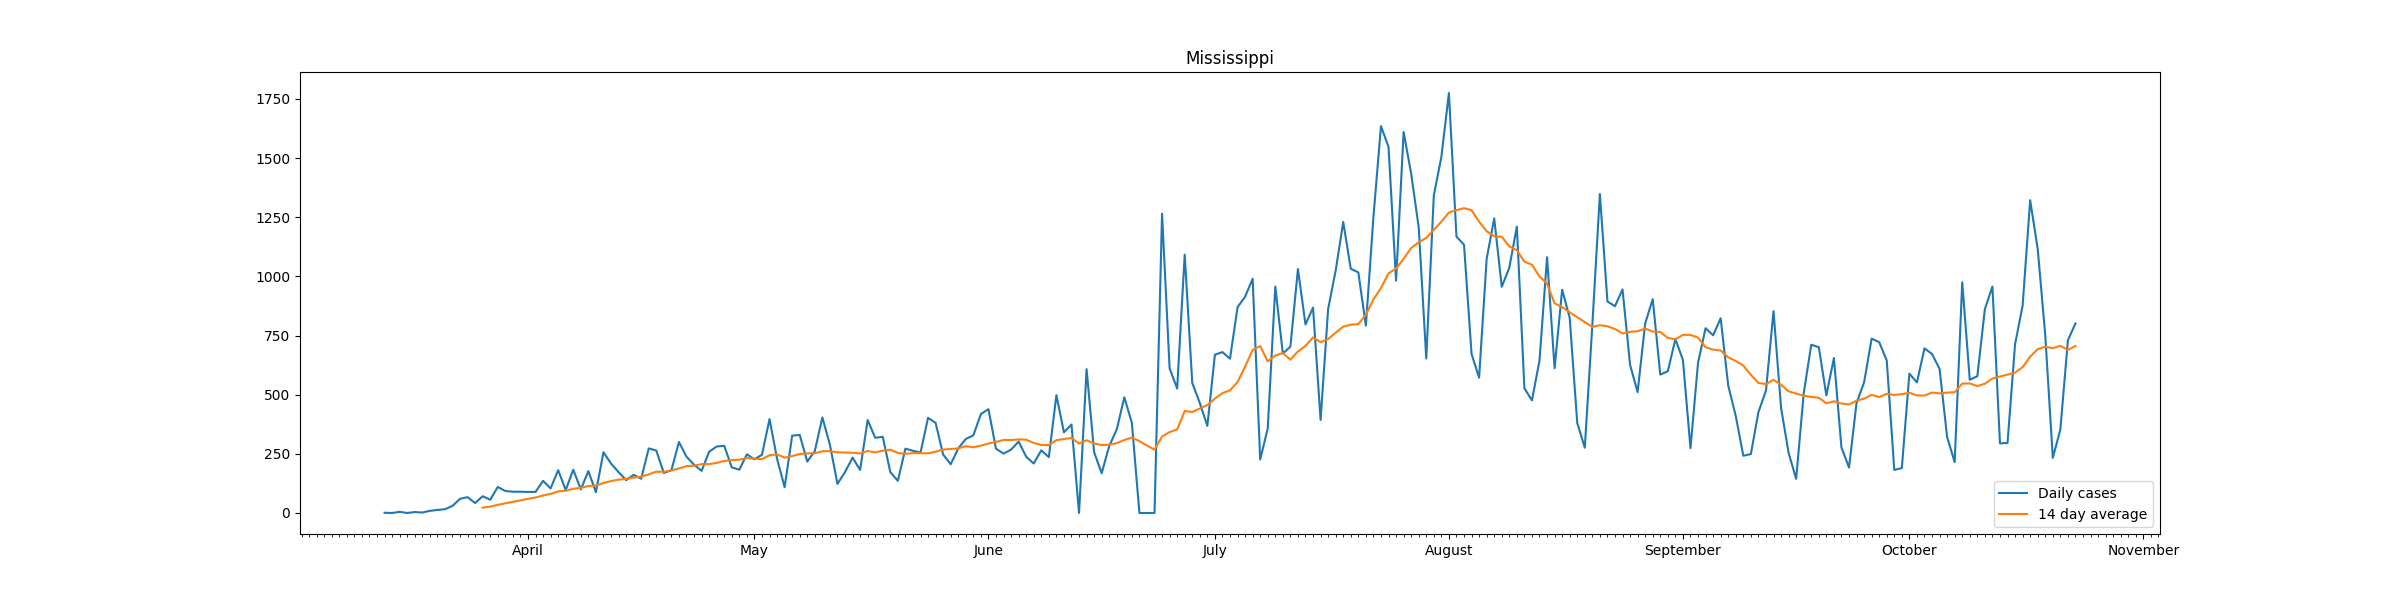 Mississippi
1750
1500
1250
1000
750
500
250
0
April May June July August September October November
Daily cases
14 day average